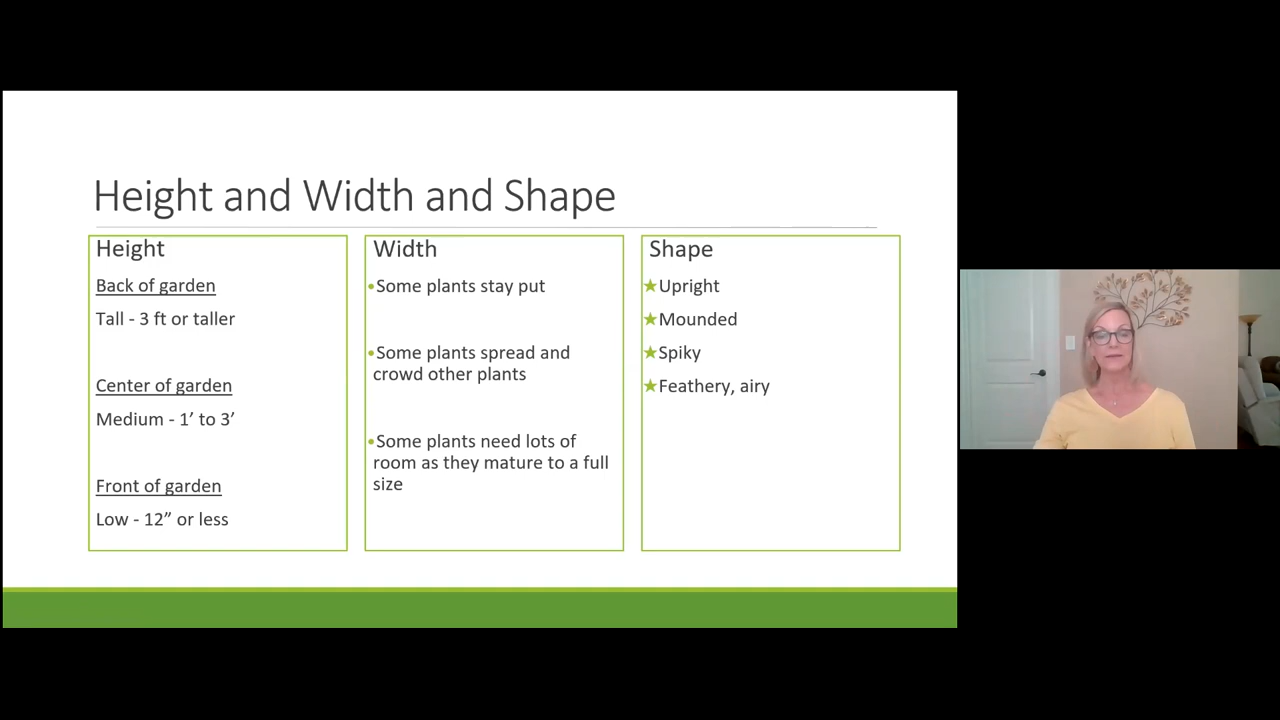 Height and Width and Shape
Height
Back of garden
Tall - 3 ft or taller
Center of garden
Medium - 1’ to 3’
Front of garden
Low - 12” or less
Width
•Some plants stay put
•Some plants spread and
crowd other plants
•Some plants need lots of
room as they mature to a full
size
Shape
★Upright
★Mounded
★Spiky
★Feathery, airy